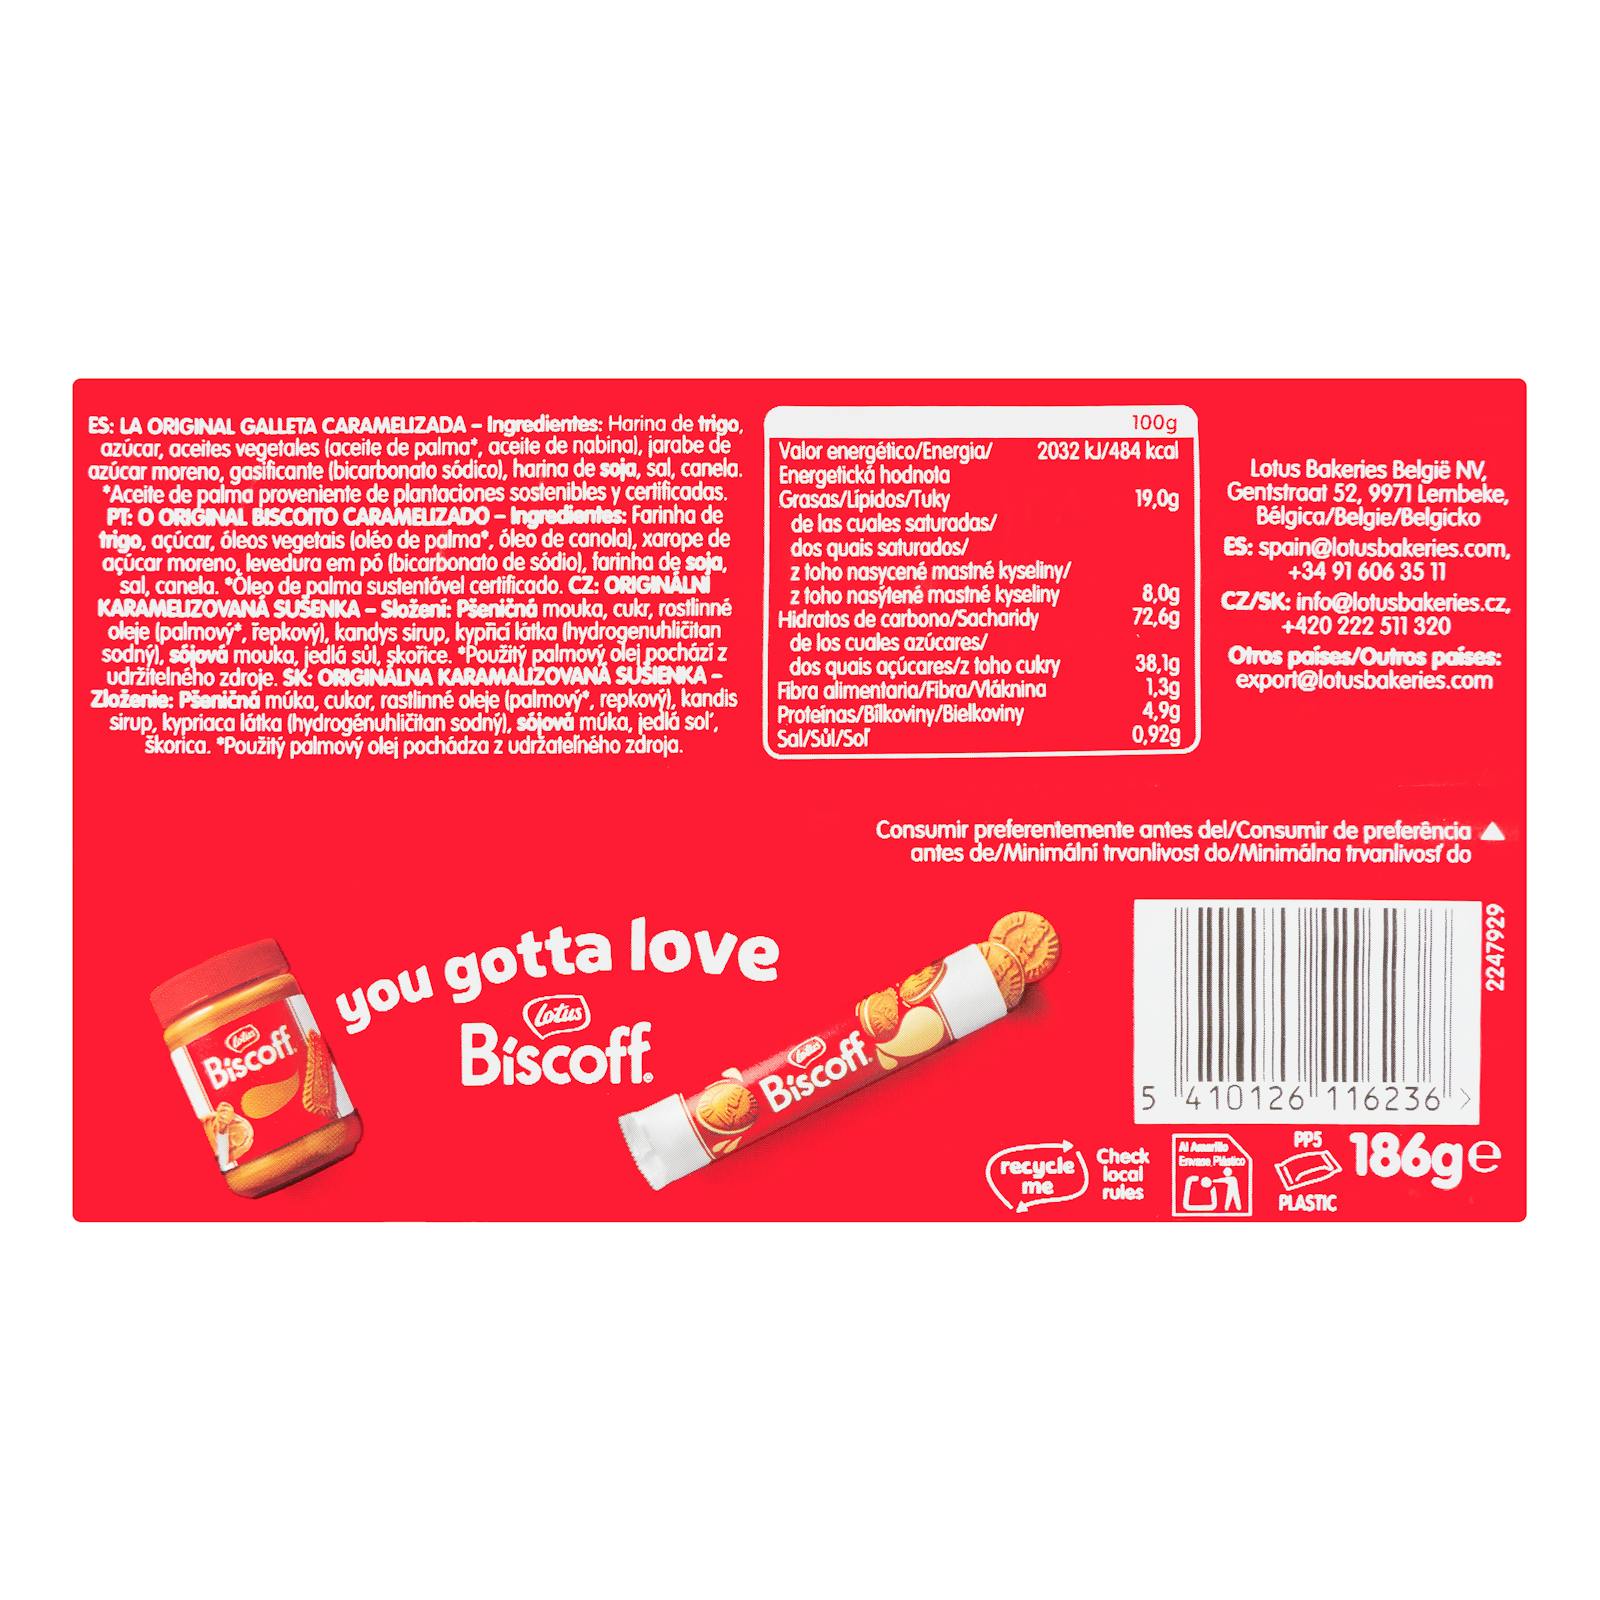 ES: LA ORIGINAL GALLETA CARAMELIZADA – Ingredientes: Harina de trigo,
azúcar, aceites vegetales (aceite de palma*, aceite de nabina), jarabe de
azúcar moreno, gasificante (bicarbonato sódico), harina de soja, sal, canela.
*Aceite de palma proveniente de plantaciones sostenibles y certificadas.
PT: O ORIGINAL BISCOITO CARAMELIZADO – Ingredientes: Farinha de
trigo, açúcar, óleos vegetais (oléo de palma*, óleo de canola), xarope de
açúcar moreno, levedura em pó (bicarbonato de sódio), farinha de soja,
sal, canela. *Óleo de palma sustentável certificado. CZ: ORIGINÁLNÍ
KARAMELIZOVANÁ SUŠENKA – Složení: Pšeničná mouka, cukr, rostlinné
oleje (palmový*, řepkový), kandys sirup, kypřicí látka (hydrogenuhličitan
sodný), sójová mouka, jedlá sůl, skořice. *Použitý palmový olej pochází z
udržitelného zdroje. SK: ORIGINÁLNA KARAMALIZOVANÁ SUŠIENKA –
Zloženie: Pšeničná múka, cukor, rastlinné oleje (palmový*, repkový), kandis
sirup, kypriaca látka (hydrogénuhličitan sodný), sójová múka, jedlá soľ,
škorica. *Použitý palmový olej pochádza z udržateľného zdroja.
100g
Valor energético/Energia/ 2032 kJ/484 kcal
Energetická hodnota
Grasas/Lípidos/Tuky 19,0g
de las cuales saturadas/
dos quais saturados/
z toho nasycené mastné kyseliny/
z toho nasýtené mastné kyseliny 8,0g
Hidratos de carbono/Sacharidy 72,6g
de los cuales azúcares/
dos quais açúcares/z toho cukry 38,1g
Fibra alimentaria/Fibra/Vláknina 1,3g
Proteínas/Bílkoviny/Bielkoviny 4,9g
Sal/Sůl/Soľ 0,92g
Lotus Bakeries België NV,
Gentstraat 52, 9971 Lembeke,
Bélgica/Belgie/Belgicko
ES: spain@lotusbakeries.com,
+34 91 606 35 11
CZ/SK: info@lotusbakeries.cz,
+420 222 511 320
Otros países/Outros países:
export@lotusbakeries.com
Consumir preferentemente antes del/Consumir de preferência
antes de/Minimální trvanlivost do/Minimálna trvanlivosť do
you gotta love
Lotus
Biscoff®
Lotus
Biscoff
Lotus
Biscoff
5 410126 116236 >
2247929
recycle
me
Check
local
rules
Al Amarillo
Envase Plástico
PP5
PLASTIC
186g e